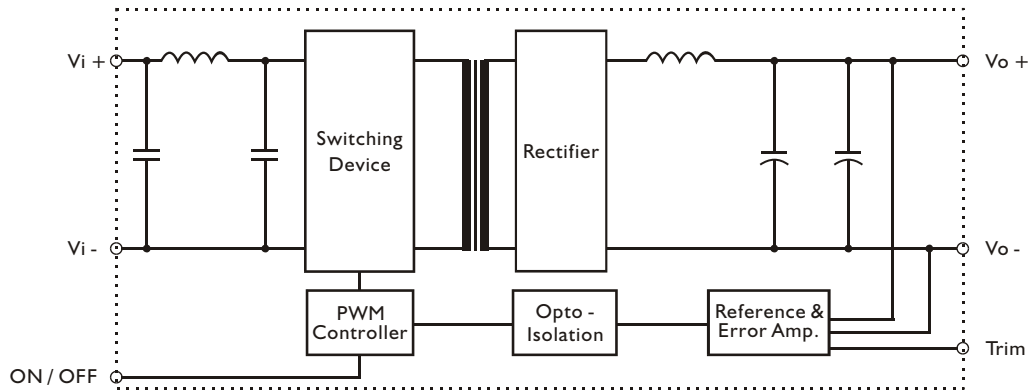 Vi +
Switching
Device
Rectifier
Vo +
Vi -
Vo -
PWM
Controller
Opto -
Isolation
Reference &
Error Amp.
Trim
ON / OFF